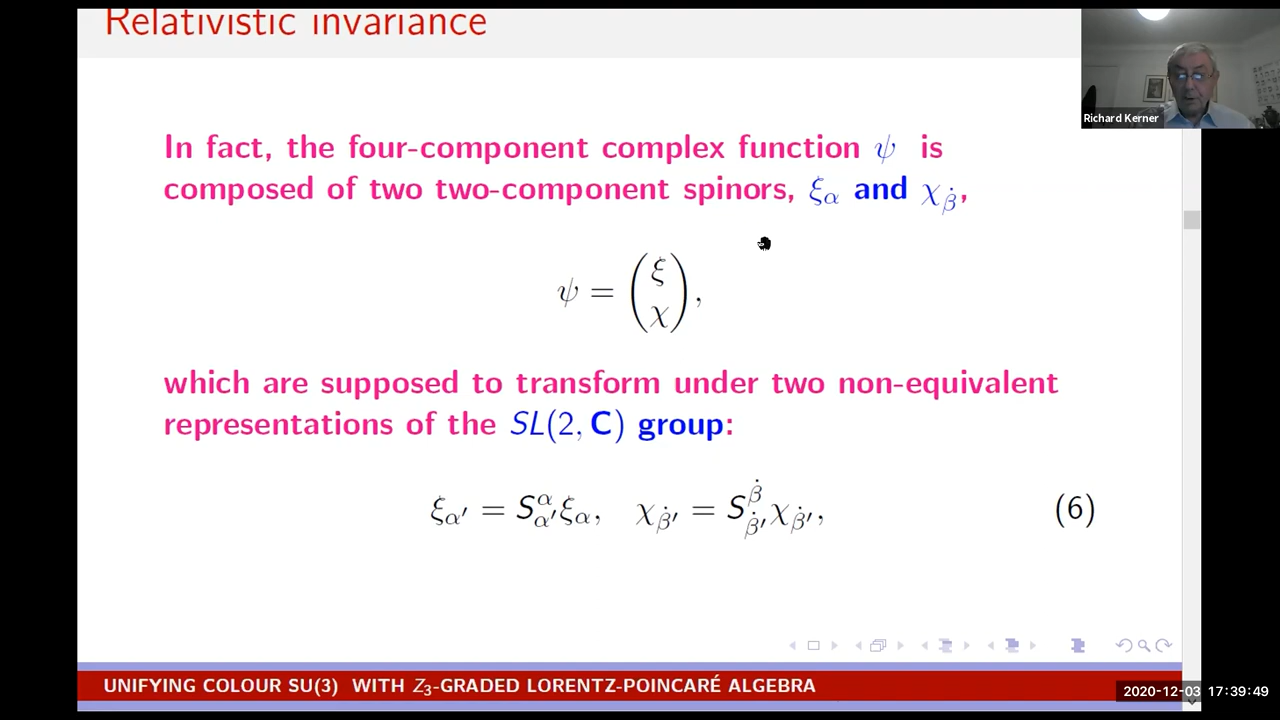 Relativistic invariance
Richard Kerner
In fact, the four-component complex function ψ is
composed of two two-component spinors, ξ_α and χ_β̇,
ψ = (ξ
χ),
which are supposed to transform under two non-equivalent
representations of the SL(2, C) group:
ξ_α′ = S^α_α′ ξ_α, χ_β̇′ = S^β̇_β̇′ χ_β̇′, (6)
UNIFYING COLOUR SU(3) WITH Z₃-GRADED LORENTZ-POINCARÉ ALGEBRA
2020-12-03 17:39:49